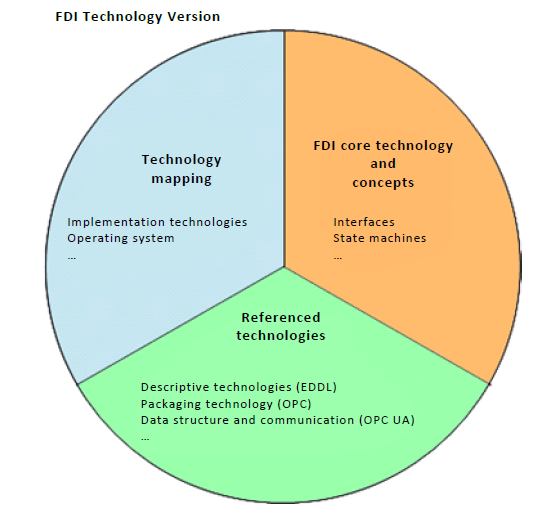 FDI Technology Version
Technology
mapping
Implementation technologies
Operating system
...
FDI core technology
and
concepts
Interfaces
State machines
...
Referenced
technologies
Descriptive technologies (EDDL)
Packaging technology (OPC)
Data structure and communication (OPC UA)
...